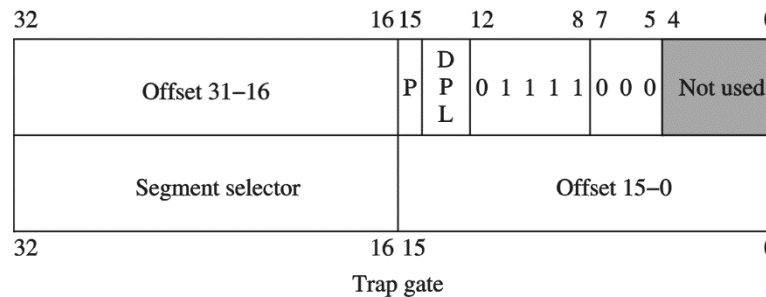 32 16 15 12 8 7 5 4
Offset 31–16 P DPL 0 1 1 1 1 0 0 0 Not used
Segment selector Offset 15–0
32 16 15
Trap gate